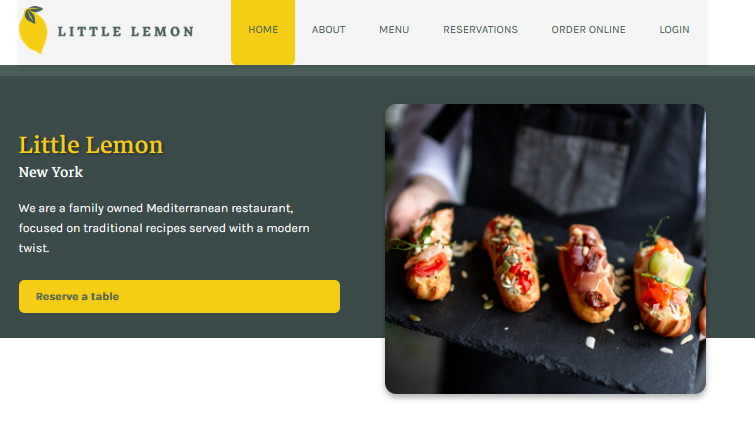 LITTLE LEMON
HOME
ABOUT
MENU
RESERVATIONS
ORDER ONLINE
LOGIN
Little Lemon
New York
We are a family owned Mediterranean restaurant,
focused on traditional recipes served with a modern
twist.
Reserve a table